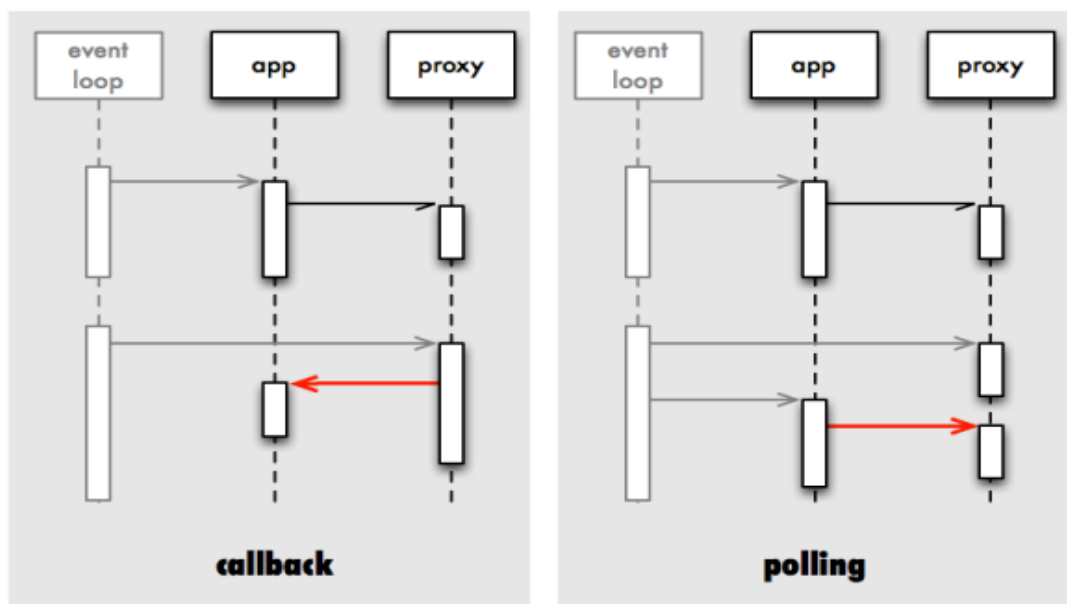 event
loop
app
proxy
callback
event
loop
app
proxy
polling